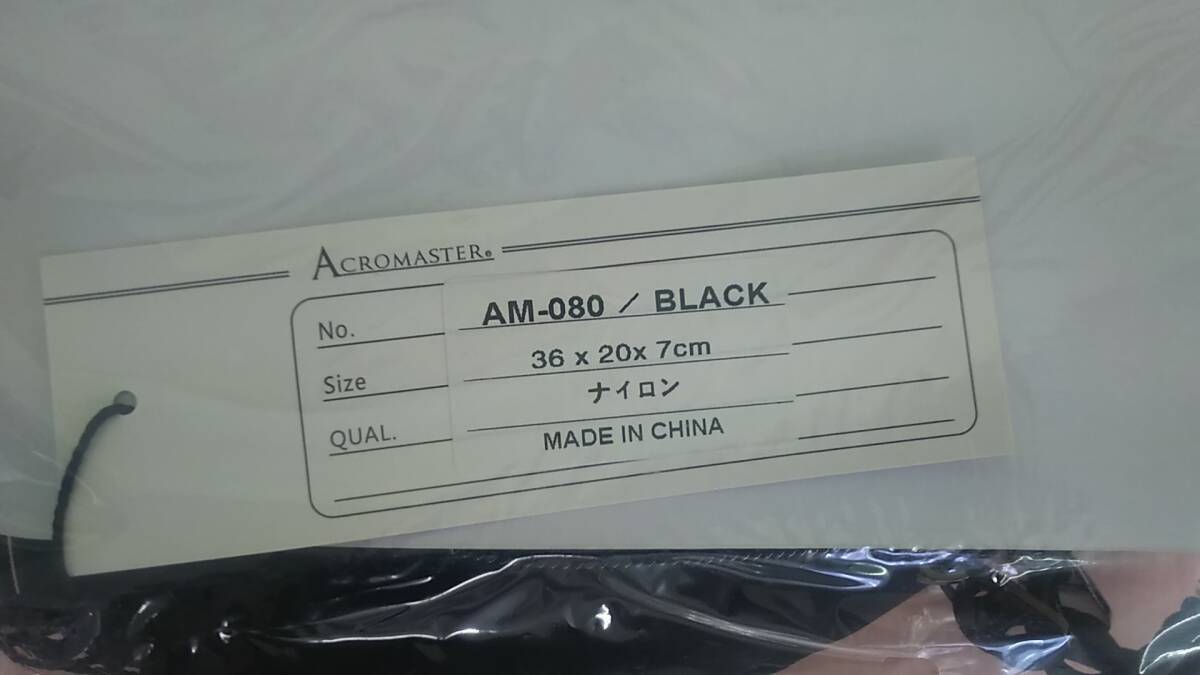 ACROMASTER®
No. AM-080 / BLACK
Size 36 x 20x 7cm
QUAL. ナイロン
MADE IN CHINA